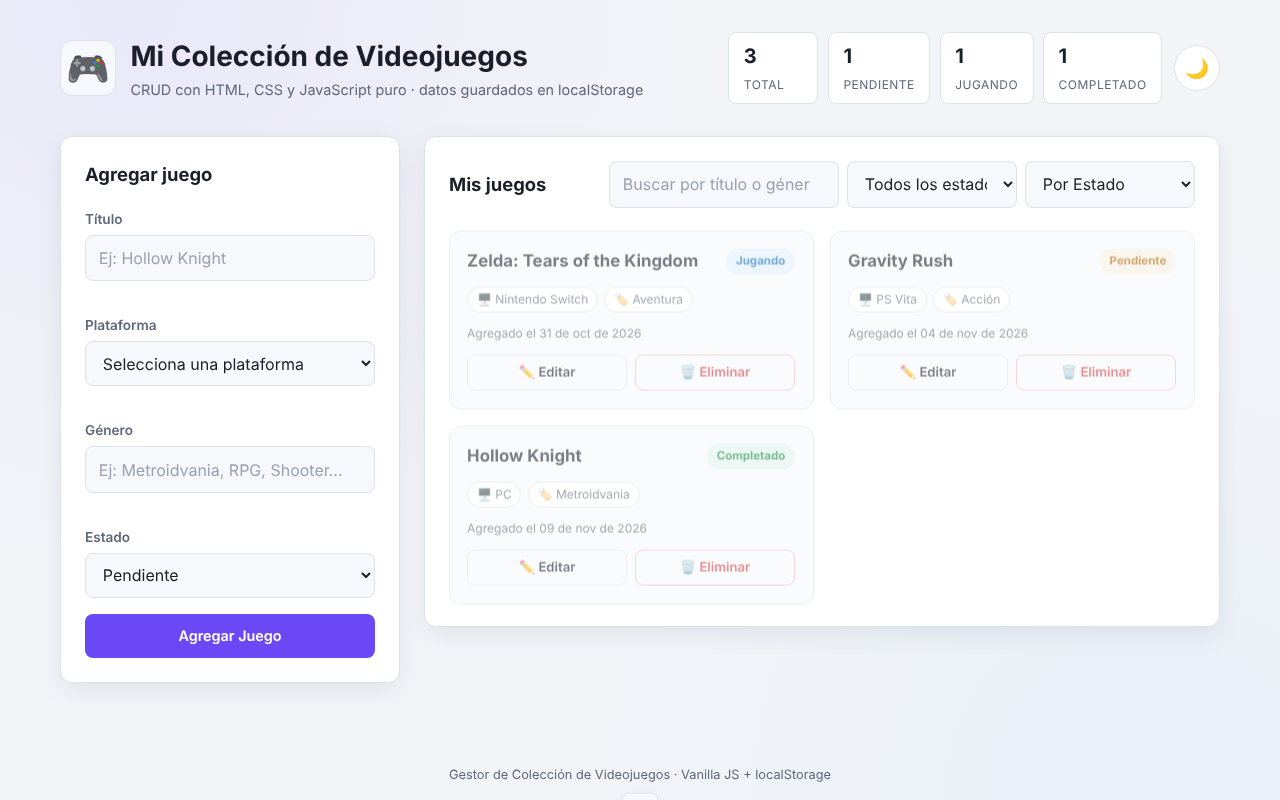 Mi Colección de Videojuegos
CRUD con HTML, CSS y JavaScript puro · datos guardados en localStorage
3
TOTAL
1
PENDIENTE
1
JUGANDO
1
COMPLETADO
Agregar juego
Título
Ej: Hollow Knight
Plataforma
Selecciona una plataforma
Género
Ej: Metroidvania, RPG, Shooter...
Estado
Pendiente
Agregar Juego
Mis juegos
Buscar por título o géner
Todos los estad
Por Estado
Zelda: Tears of the Kingdom
Jugando
Nintendo Switch
Aventura
Agregado el 31 de oct de 2026
Editar
Eliminar
Gravity Rush
Pendiente
PS Vita
Acción
Agregado el 04 de nov de 2026
Editar
Eliminar
Hollow Knight
Completado
PC
Metroidvania
Agregado el 09 de nov de 2026
Editar
Eliminar
Gestor de Colección de Videojuegos · Vanilla JS + localStorage